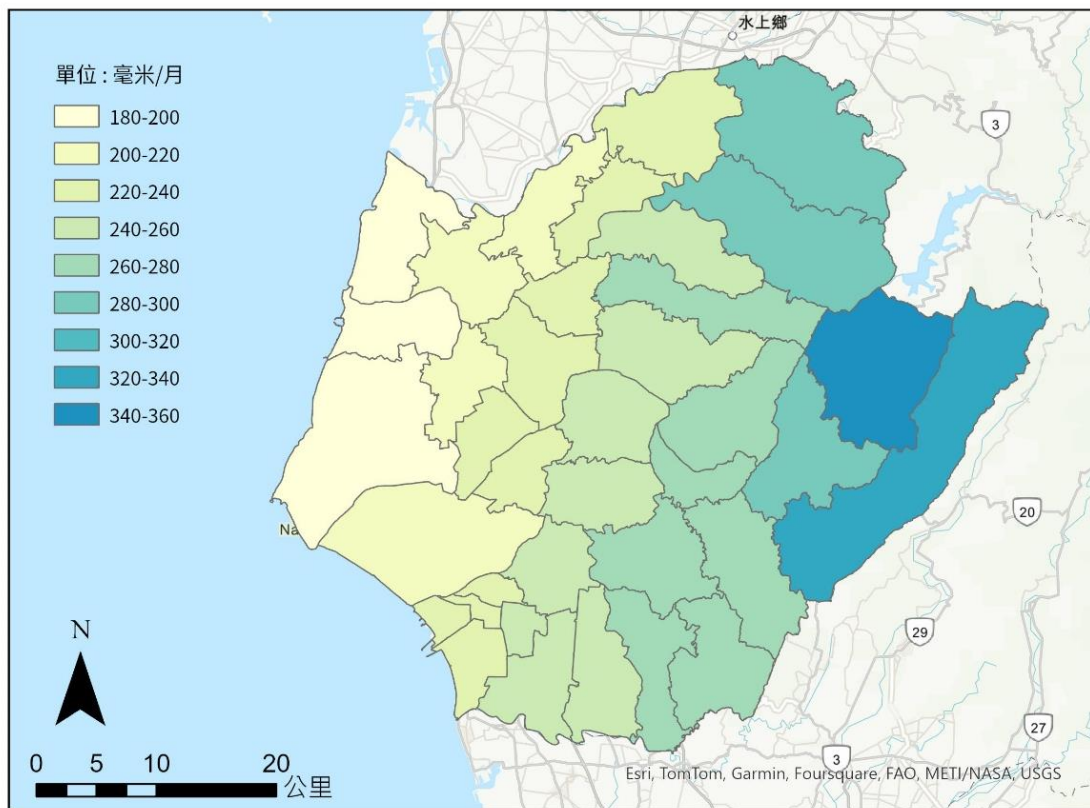 水上鄉
單位 : 毫米/月
180-200
200-220
220-240
240-260
260-280
280-300
300-320
320-340
340-360
3
20
Na
29
N
27
3
0 5 10 20
公里
Esri, TomTom, Garmin, Foursquare, FAO, METI/NASA, USGS